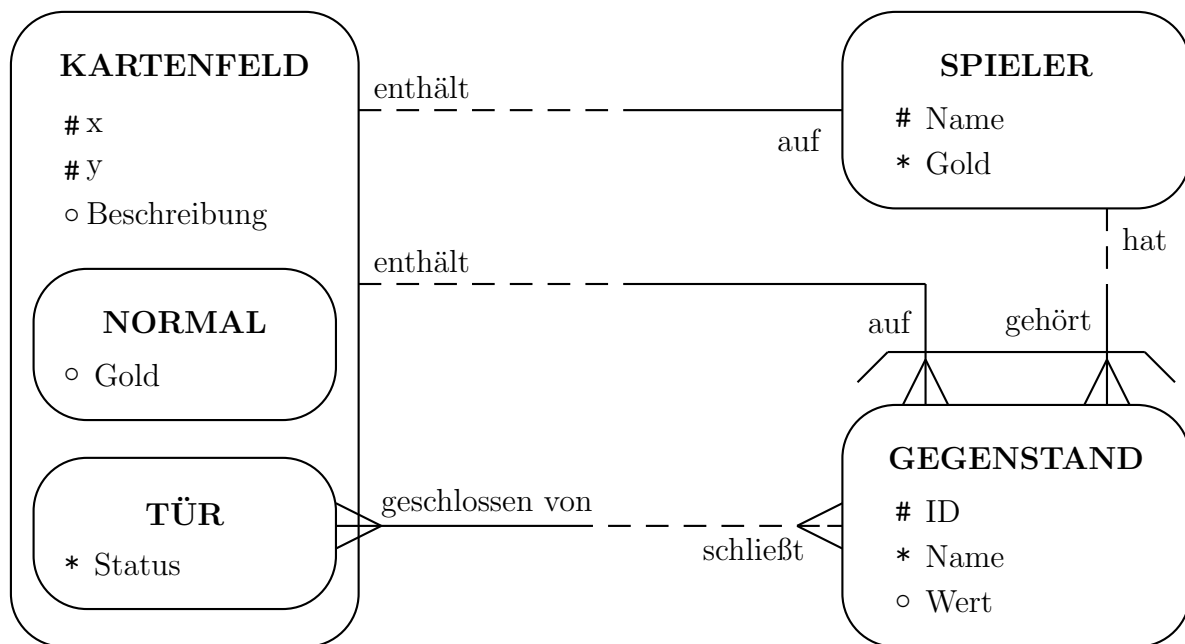 KARTENFELD
# x
# y
○ Beschreibung
NORMAL
○ Gold
TÜR
* Status
enthält
auf
SPIELER
# Name
* Gold
hat
gehört
enthält
auf
geschlossen von
schließt
GEGENSTAND
# ID
* Name
○ Wert